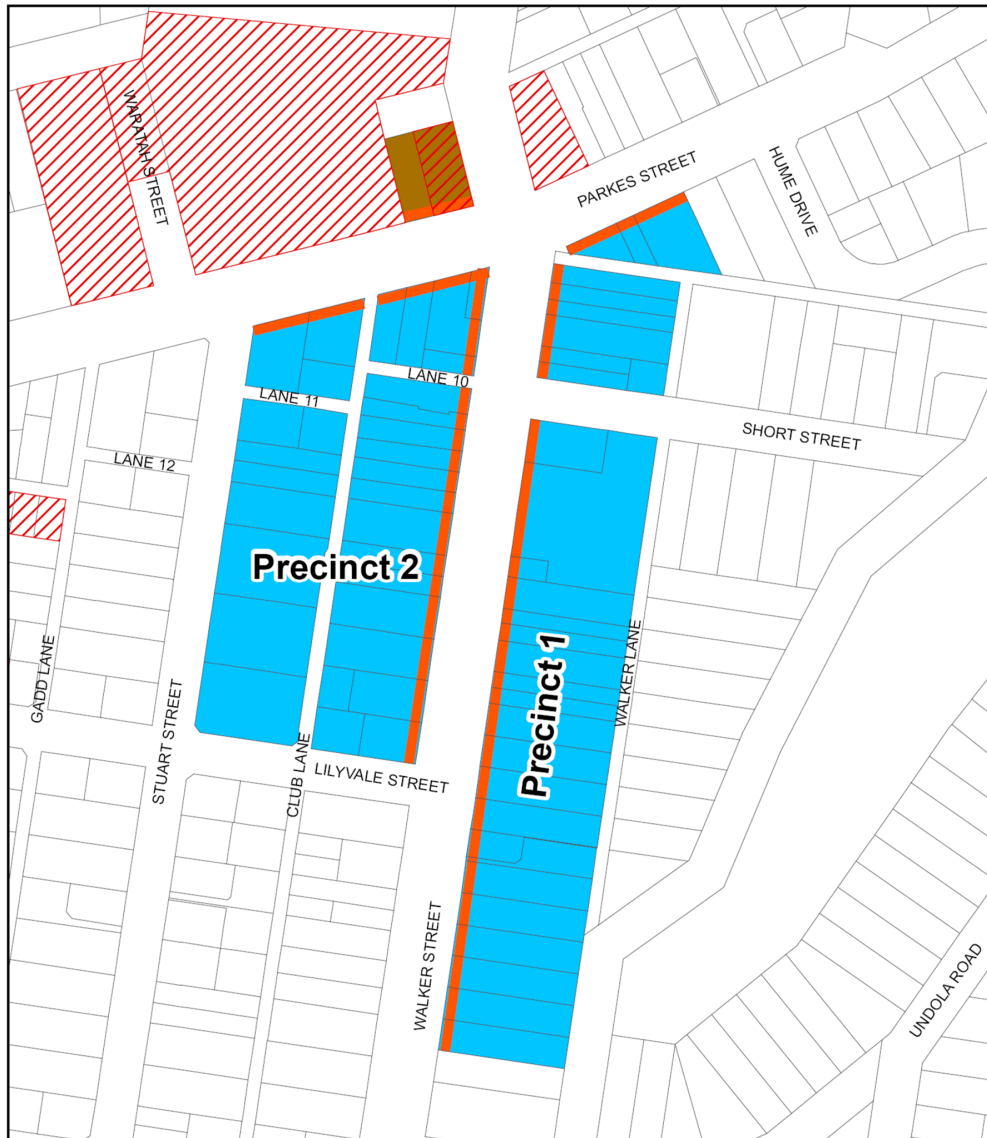 WARATAH STREET
PARKES STREET
HUME DRIVE
LANE 10
LANE 11
SHORT STREET
LANE 12
Precinct 2
Precinct 1
WALKER LANE
GADD LANE
STUART STREET
CLUB LANE
LILYVALE STREET
WALKER STREET
UNDOLA ROAD